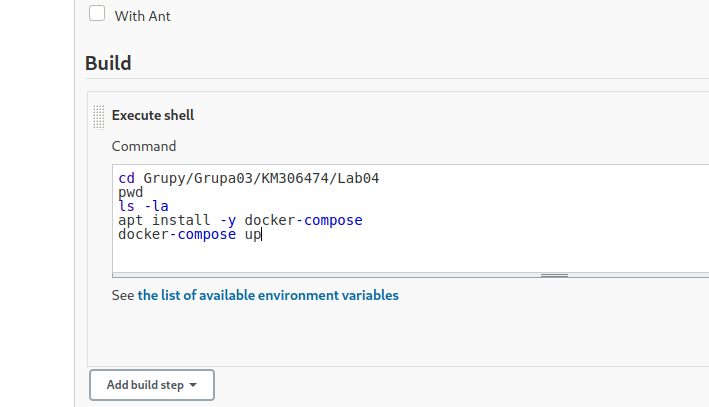 With Ant
Build
Execute shell
Command
cd Grupy/Grupa03/KM306474/Lab04
pwd
ls -la
apt install -y docker-compose
docker-compose up
See the list of available environment variables
Add build step